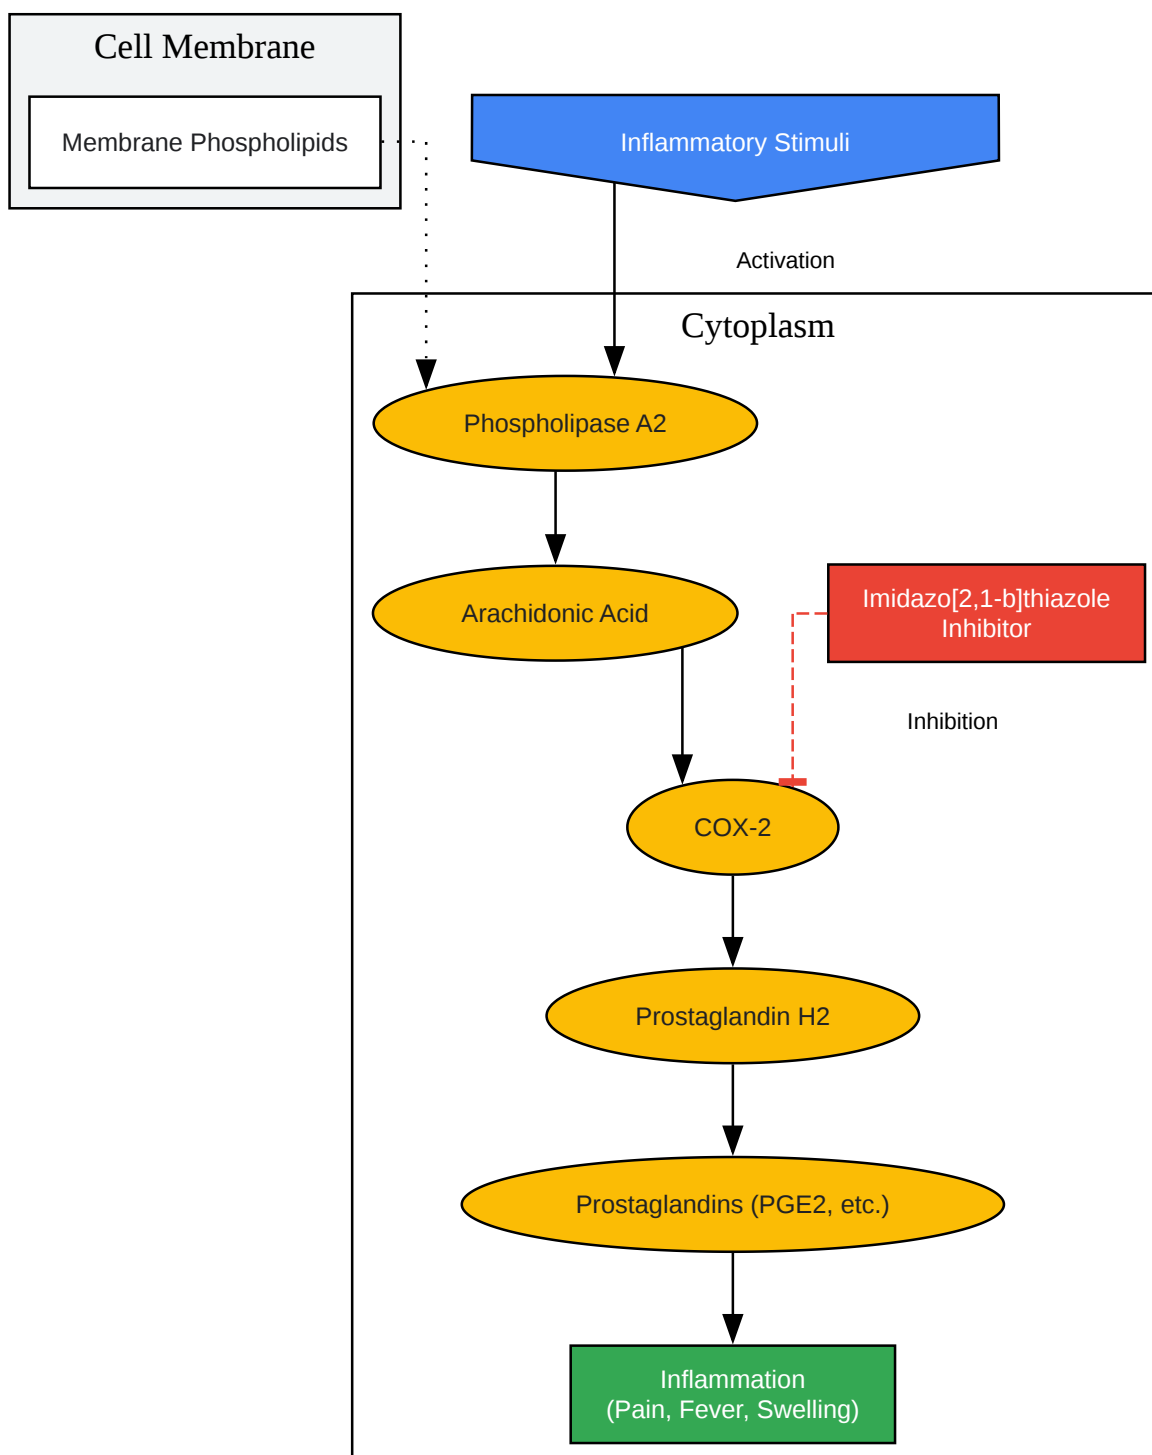 Cell Membrane
Membrane Phospholipids
Inflammatory Stimuli
Activation
Cytoplasm
Phospholipase A2
Arachidonic Acid
Imidazo[2,1-b]thiazole
Inhibitor
Inhibition
COX-2
Prostaglandin H2
Prostaglandins (PGE2, etc.)
Inflammation
(Pain, Fever, Swelling)